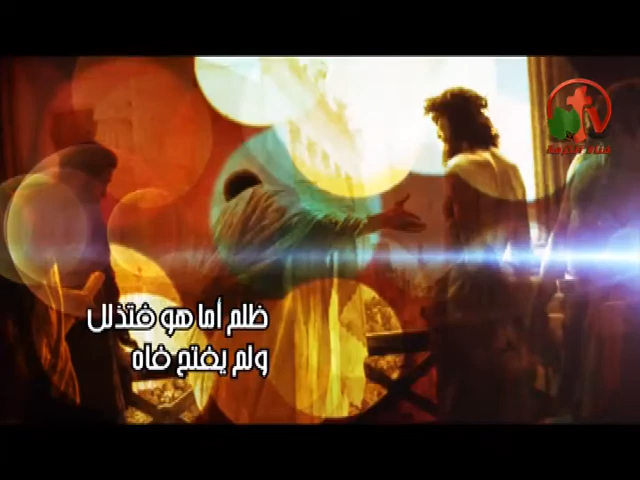 ظلم أما هو فتذلل
ولم يفتح فاه